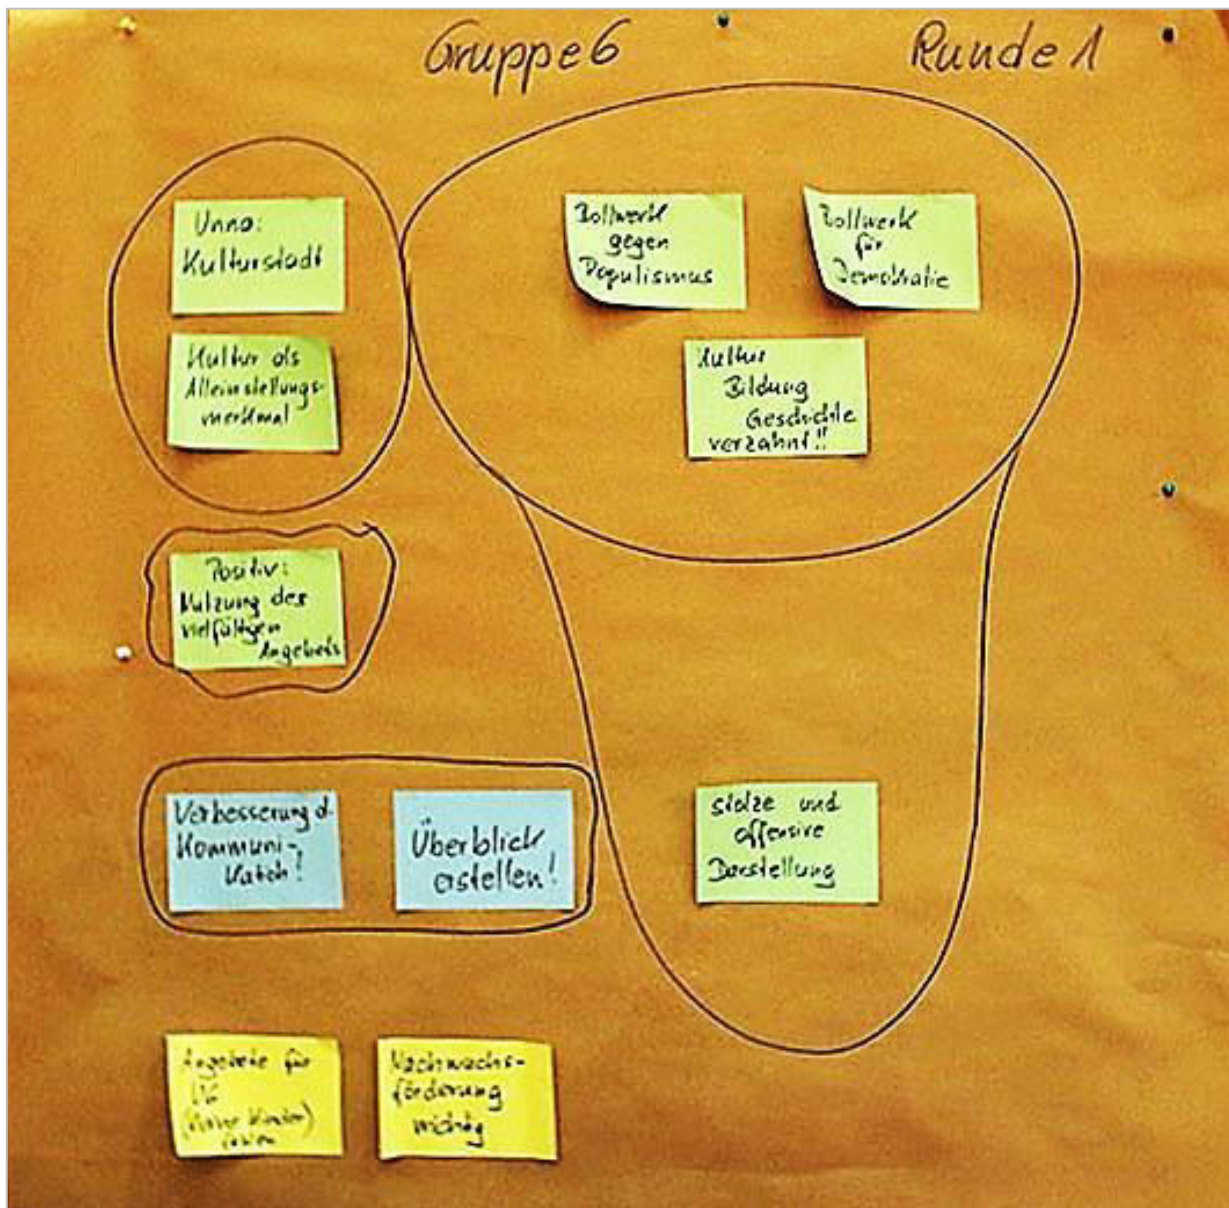 Gruppe 6
Runde 1
Unna:
Kulturstadt
Kultur als
Alleinstellungs-
merkmal
Bollwerk
gegen
Populismus
Bollwerk
für
Demokratie
Kultur
Bildung
Geschichte
verzahnt!!
Positiv:
Nutzung des
vielfältigen
Angebots
Verbesserung d.
Kommuni-
kation!
Überblick
erstellen!
stolze und
offensive
Darstellung
Angebote für
(Kinder)
fehlen
Nachwuchs-
förderung
wichtig